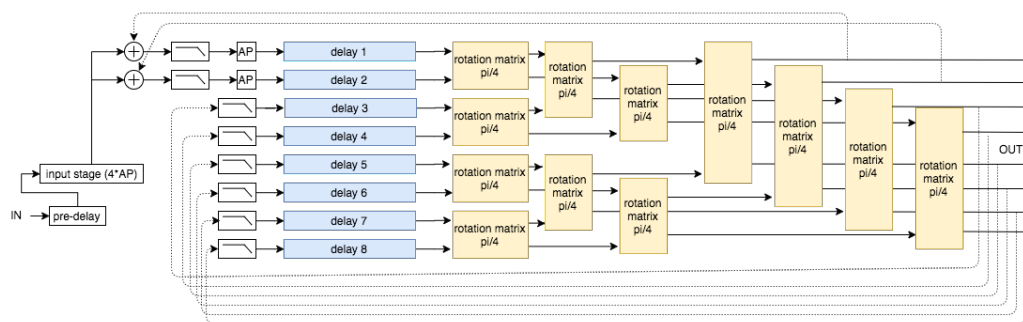 AP
delay 1
AP
delay 2
delay 3
delay 4
delay 5
delay 6
delay 7
delay 8
input stage (4*AP)
IN
pre-delay
rotation matrix
pi/4
rotation matrix
pi/4
rotation matrix
pi/4
rotation matrix
pi/4
rotation
matrix
pi/4
rotation
matrix
pi/4
rotation
matrix
pi/4
rotation
matrix
pi/4
rotation
matrix
pi/4
rotation
matrix
pi/4
rotation
matrix
pi/4
rotation
matrix
pi/4
OUT